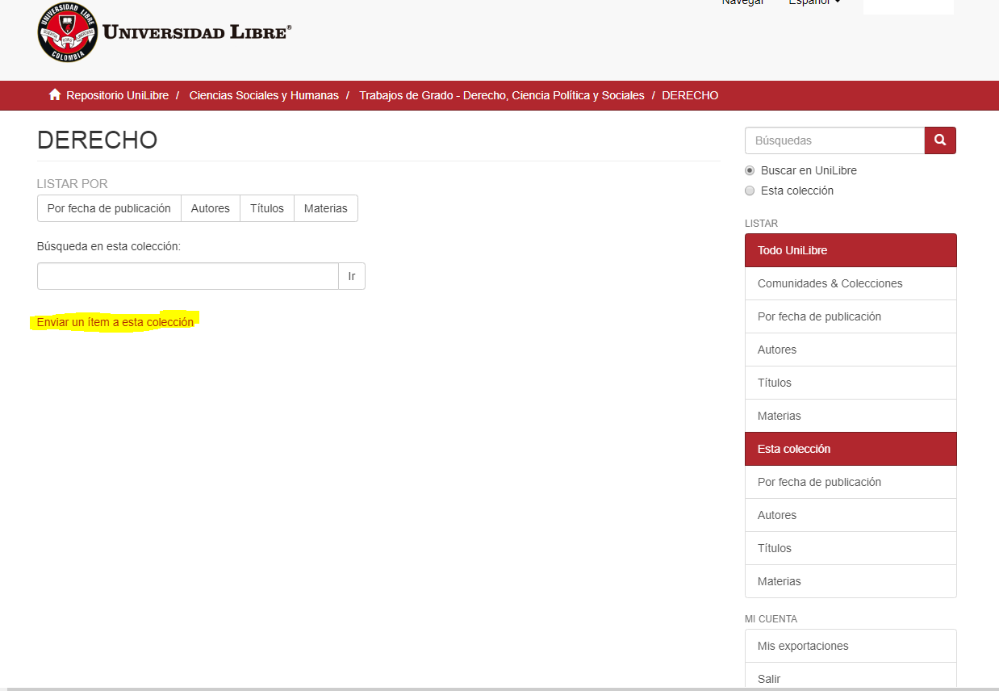 Navegar Español
UNIVERSIDAD LIBRE
COLOMBIA
UNIVERSIDAD LIBRE®
Repositorio UniLibre / Ciencias Sociales y Humanas / Trabajos de Grado - Derecho, Ciencia Política y Sociales / DERECHO
DERECHO
LISTAR POR
Por fecha de publicación Autores Títulos Materias
Búsqueda en esta colección:
Ir
Enviar un ítem a esta colección
Búsquedas
Buscar en UniLibre
Esta colección
LISTAR
Todo UniLibre
Comunidades & Colecciones
Por fecha de publicación
Autores
Títulos
Materias
Esta colección
Por fecha de publicación
Autores
Títulos
Materias
MI CUENTA
Mis exportaciones
Salir